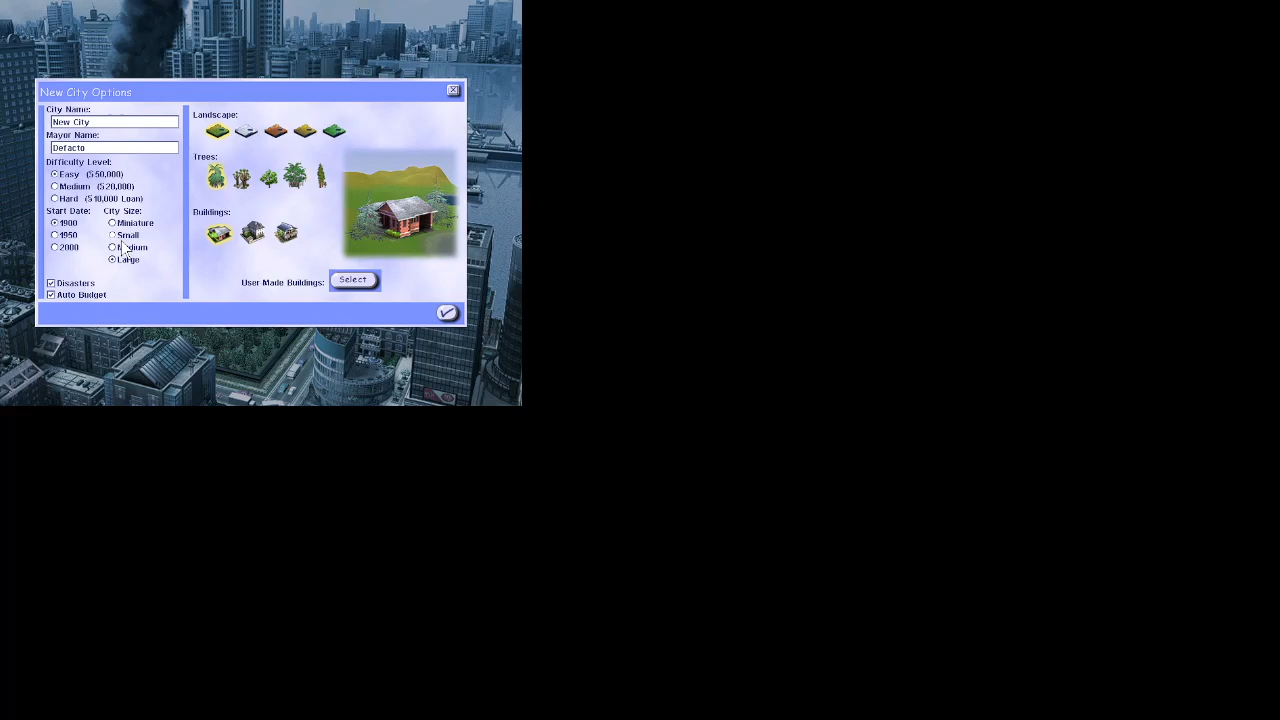 New City Options
City Name:
New City
Mayor Name:
Defacto
Difficulty Level:
Easy ($50,000)
Medium ($20,000)
Hard ($10,000 Loan)
Start Date: City Size:
1900 Miniature
1950 Small
2000 Medium
Large
Disasters
Auto Budget
Landscape:
Trees:
Buildings:
User-Made Buildings: Select